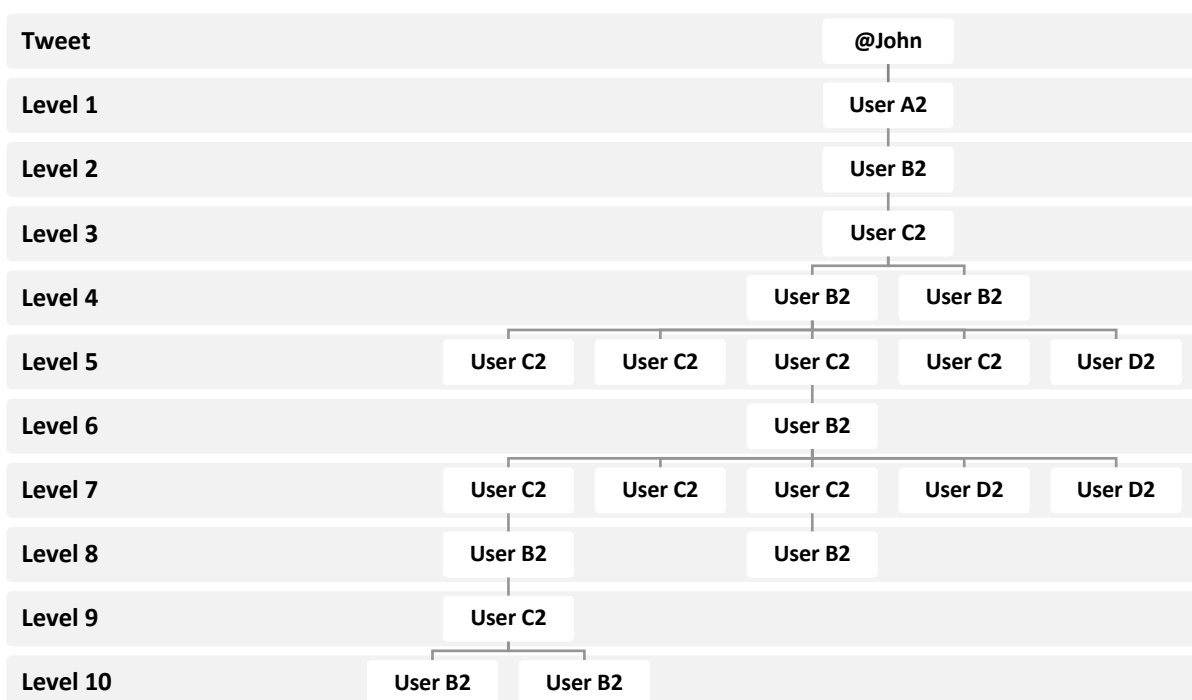 Tweet @John
Level 1 User A2
Level 2 User B2
Level 3 User C2
Level 4 User B2 User B2
Level 5 User C2 User C2 User C2 User C2 User D2
Level 6 User B2
Level 7 User C2 User C2 User C2 User D2 User D2
Level 8 User B2 User B2
Level 9 User C2
Level 10 User B2 User B2